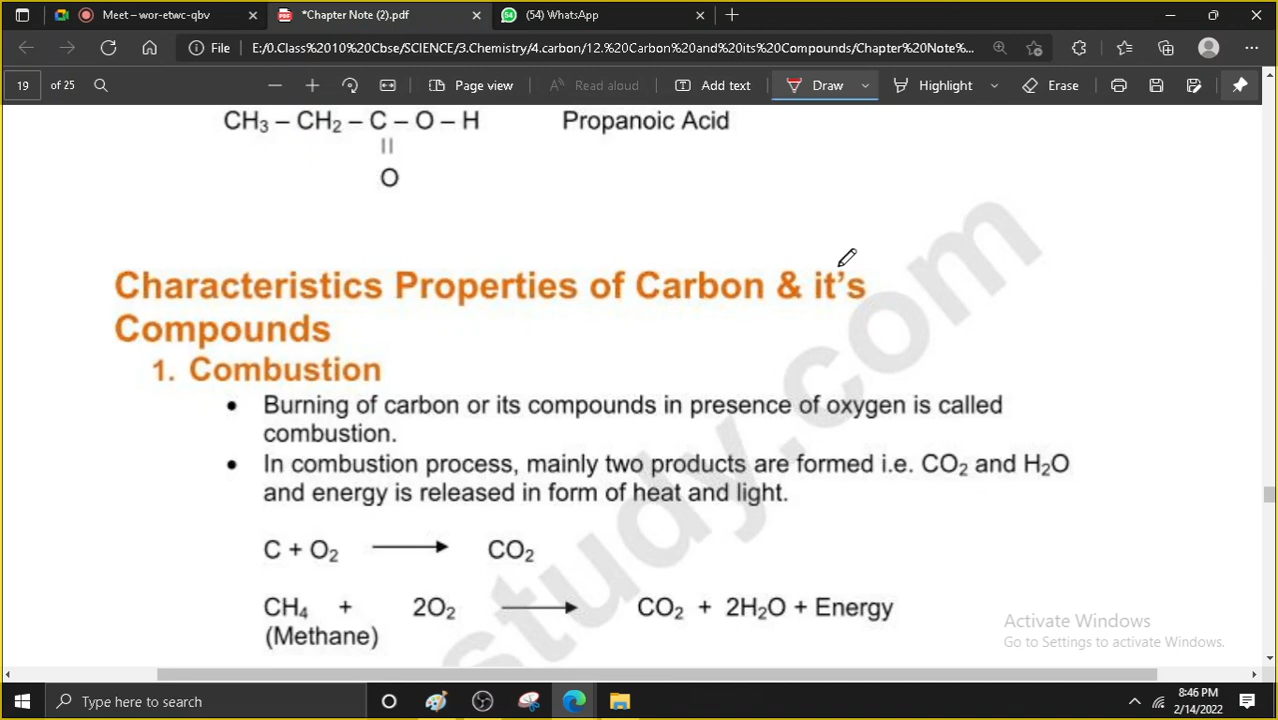 Meet – wor-etwc-qbv
*Chapter Note (2).pdf
(54) WhatsApp
File
E:/0.Class%2010%20Cbse/SCIENCE/3.Chemistry/4.carbon/12.%20Carbon%20and%20its%20Compounds/Chapter%20Note%...
19 of 25
Page view
Read aloud
Add text
Draw
Highlight
Erase
CH₃ – CH₂ – C – O – H Propanoic Acid
||
O
Characteristics Properties of Carbon & it's
Compounds
1. Combustion
• Burning of carbon or its compounds in presence of oxygen is called
combustion.
• In combustion process, mainly two products are formed i.e. CO₂ and H₂O
and energy is released in form of heat and light.
C + O₂ → CO₂
CH₄ + 2O₂ → CO₂ + 2H₂O + Energy
(Methane)
study.com
Activate Windows
Go to Settings to activate Windows.
Type here to search
8:46 PM
2/14/2022